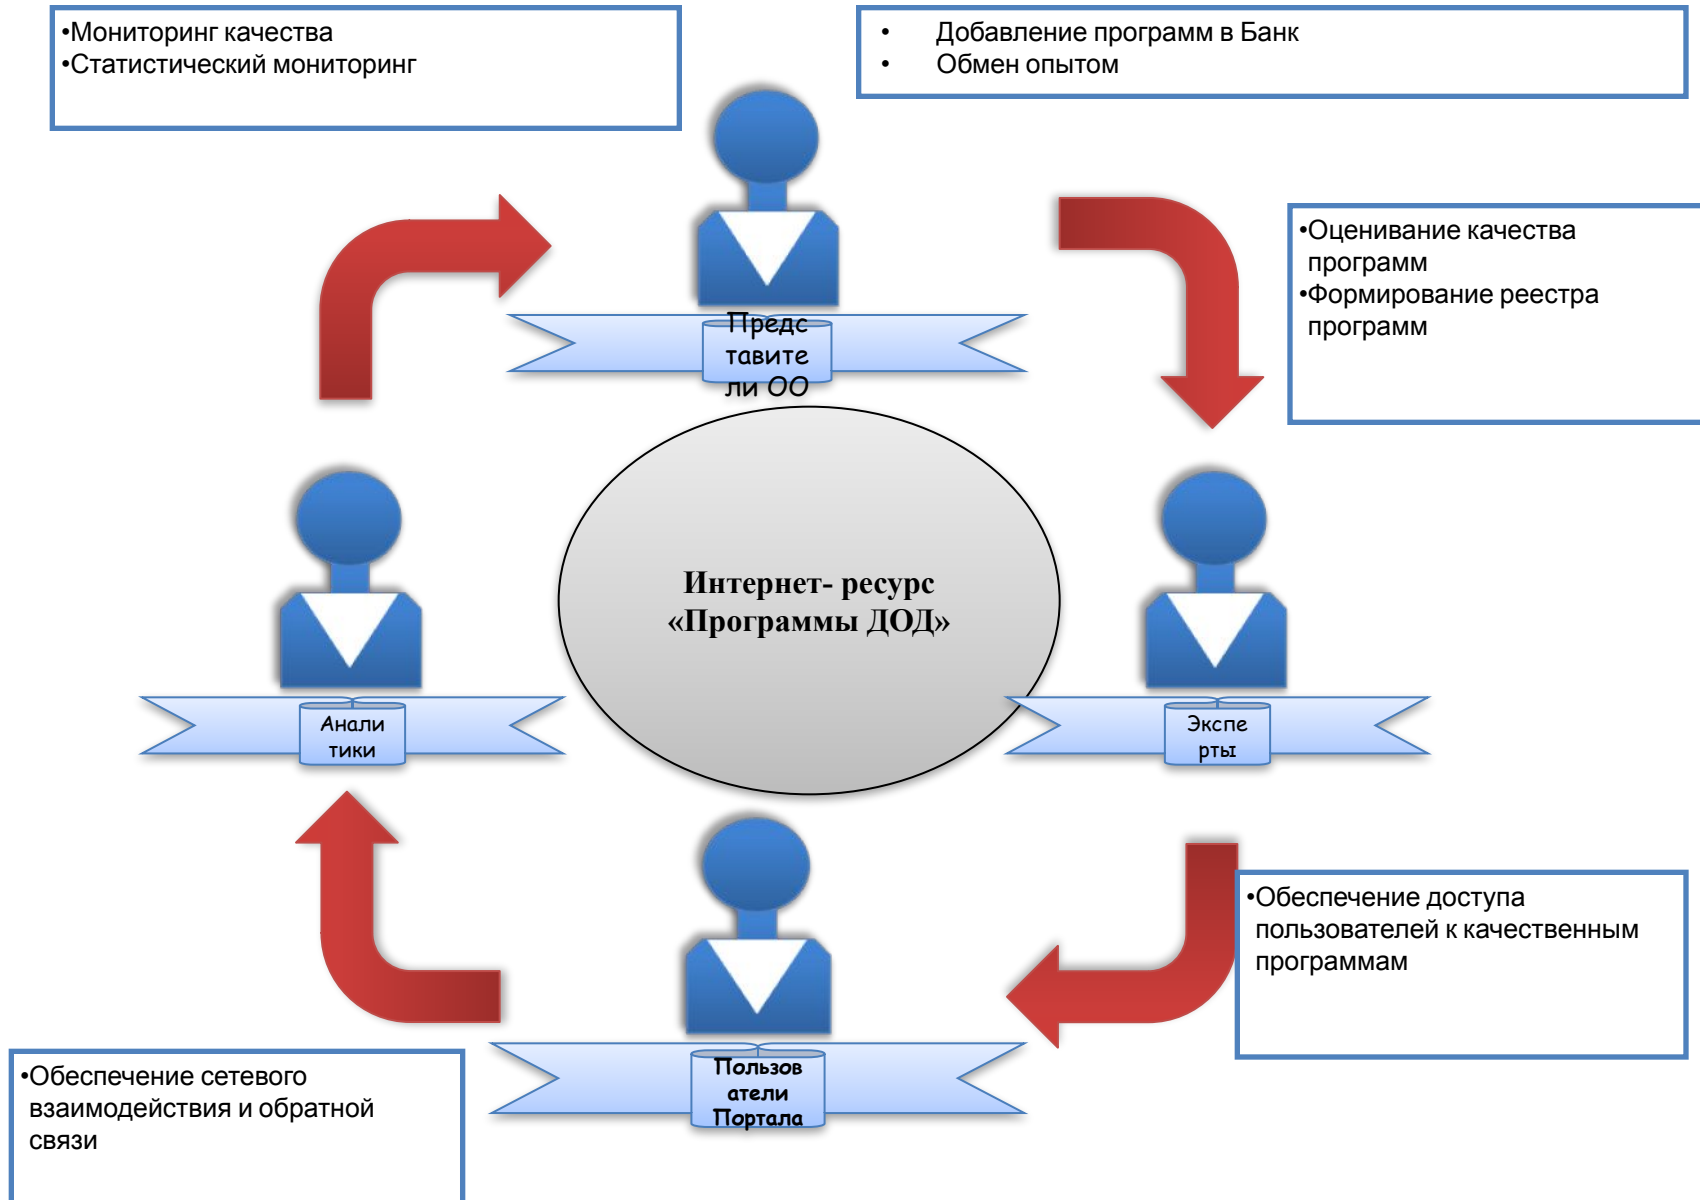 •Мониторинг качества
•Статистический мониторинг
• Добавление программ в Банк
• Обмен опытом
•Оценивание качества
программ
•Формирование реестра
программ
Предс
тавите
ли ОО
Интернет- ресурс
«Программы ДОД»
Анали
тики
Экспе
рты
•Обеспечение доступа
пользователей к качественным
программам
Пользов
атели
Портала
•Обеспечение сетевого
взаимодействия и обратной
связи